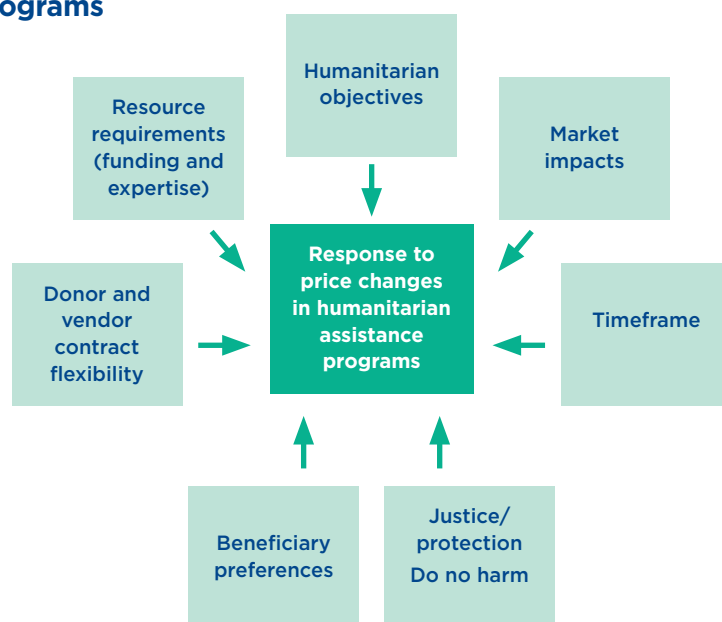 ograms
Humanitarian
objectives
Resource
requirements
(funding and
expertise)
Market
impacts
Response to
price changes
in humanitarian
assistance
programs
Donor and
vendor
contract
flexibility
Timeframe
Beneficiary
preferences
Justice/
protection
Do no harm